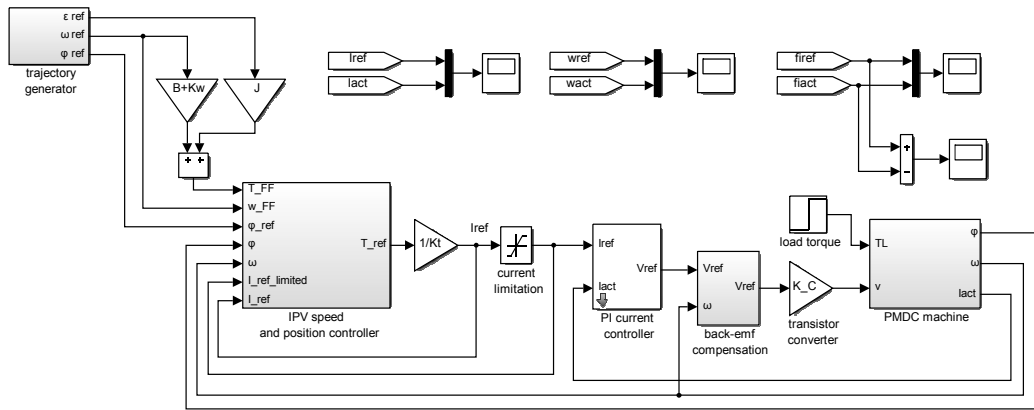 ε ref
ω ref
φ ref
trajectory
generator
B+Kw
J
Iref
Iact
wref
wact
firef
fiact
+ +
+
−
T_FF
w_FF
φ_ref
φ
ω
I_ref_limited
I_ref
T_ref
IPV speed
and position controller
1/Kt
Iref
current
limitation
Iref
Iact
Vref
PI current
controller
Vref
ω
Vref
back-emf
compensation
K_C
transistor
converter
load torque
TL
v
φ
ω
Iact
PMDC machine